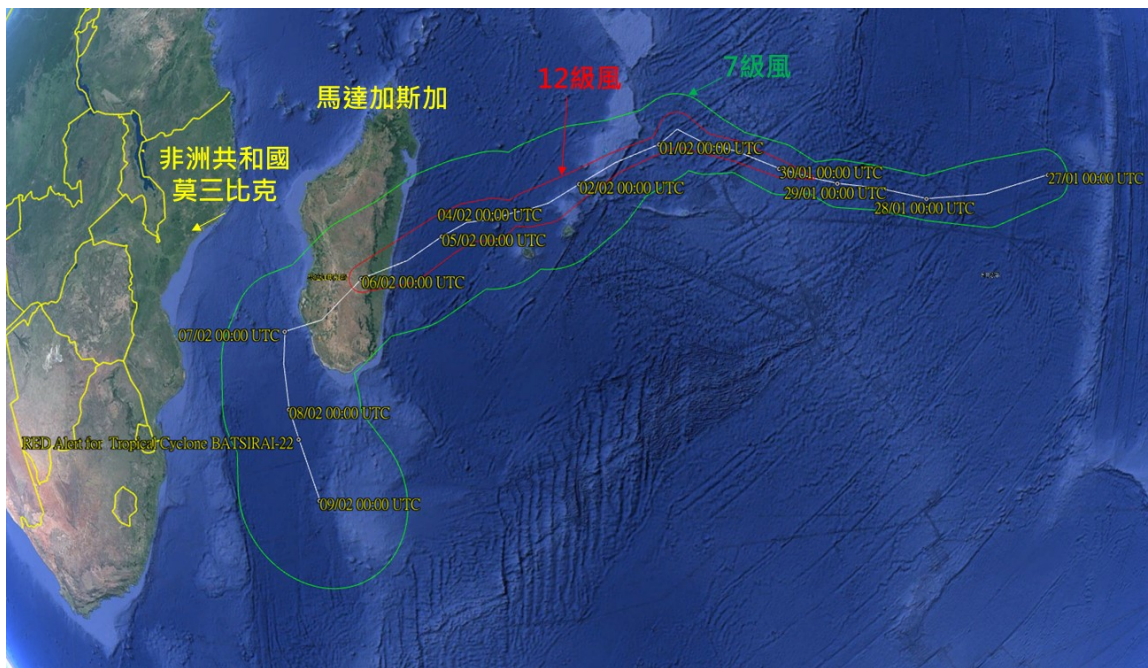 12級風
7級風
馬達加斯加
非洲共和國
莫三比克
'01/02 00:00 UTC
30/01 00:00 UTC
29/01 00:00 UTC
'27/01 00:00 UTC
28/01 00:00 UTC
'02/02 00:00 UTC
04/02 00:00 UTC
'05/02 00:00 UTC
'06/02 00:00 UTC
07/02 00:00 UTC
'08/02 00:00 UTC
RED Alert for Tropical Cyclone BATSIRAI-22
'09/02 00:00 UTC